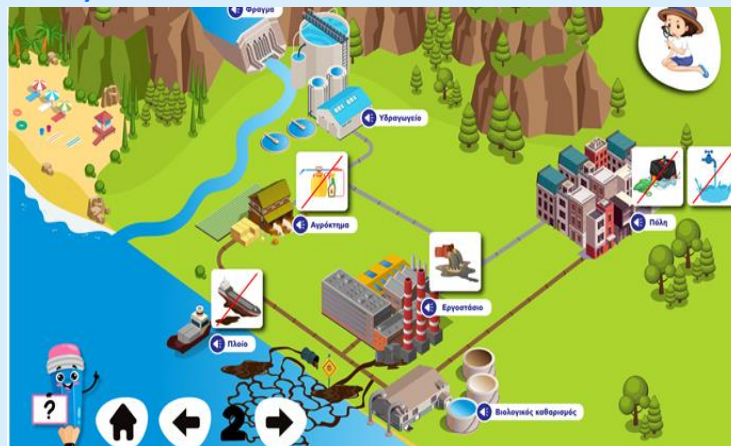 Φράγμα
Υδραγωγείο
Αγρόκτημα
Πόλη
Εργοστάσιο
Πλοίο
?
2
Βιολογικός καθαρισμός